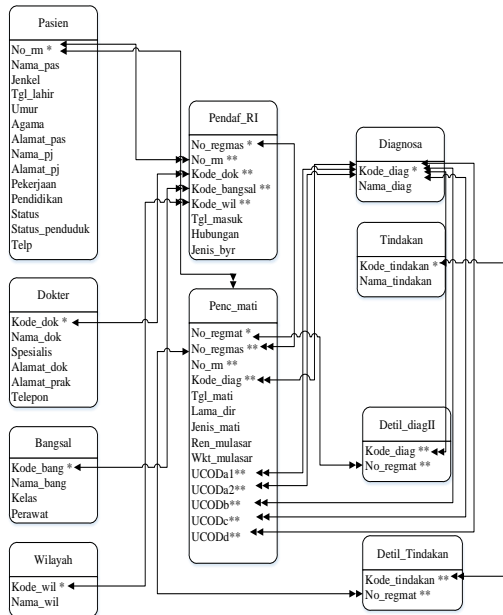 Pasien
No_rm *
Nama_pas
Jenkel
Tgl_lahir
Umur
Agama
Alamat_pas
Nama_pj
Alamat_pj
Pekerjaan
Pendidikan
Status
Status_penduduk
Telp
Dokter
Kode_dok *
Nama_dok
Spesialis
Alamat_dok
Alamat_prak
Telepon
Bangsal
Kode_bang *
Nama_bang
Kelas
Perawat
Wilayah
Kode_wil *
Nama_wil
Pendaf_RI
No_regmas *
No_rm **
Kode_dok **
Kode_bangsal **
Kode_wil **
Tgl_masuk
Hubungan
Jenis_byr
Penc_mati
No_regmat *
No_regmas **
No_rm **
Kode_diag **
Tgl_mati
Lama_dir
Jenis_mati
Ren_mulasar
Wkt_mulasar
UCODa1**
UCODa2**
UCODb**
UCODc**
UCODd**
Diagnosa
Kode_diag *
Nama_diag
Tindakan
Kode_tindakan *
Nama_tindakan
Detil_diagII
Kode_diag **
No_regmat **
Detil_Tindakan
Kode_tindakan **
No_regmat **